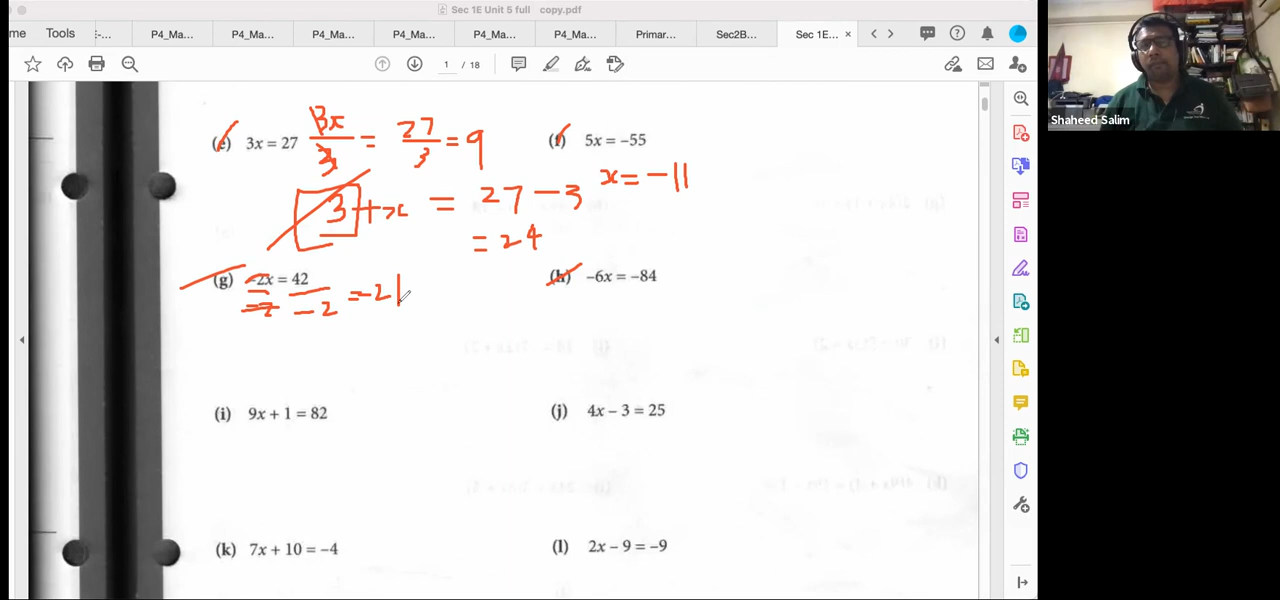 Sec 1E Unit 5 full copy.pdf
me Tools E-... P4_Ma... P4_Ma... P4_Ma... P4_Ma... P4_Ma... P4_Ma... Primar... Sec2B... Sec 1E... ×
1 / 18
Shaheed Salim
(e) 3x = 27 3x/3 = 27/3 = 9
(f) 5x = –55
x = -11
3 + x = 27 - 3
= 24
(g) –2x = 42
-2 = -21
(h) –6x = –84
(i) 9x + 1 = 82
(j) 4x – 3 = 25
(k) 7x + 10 = –4
(l) 2x – 9 = –9